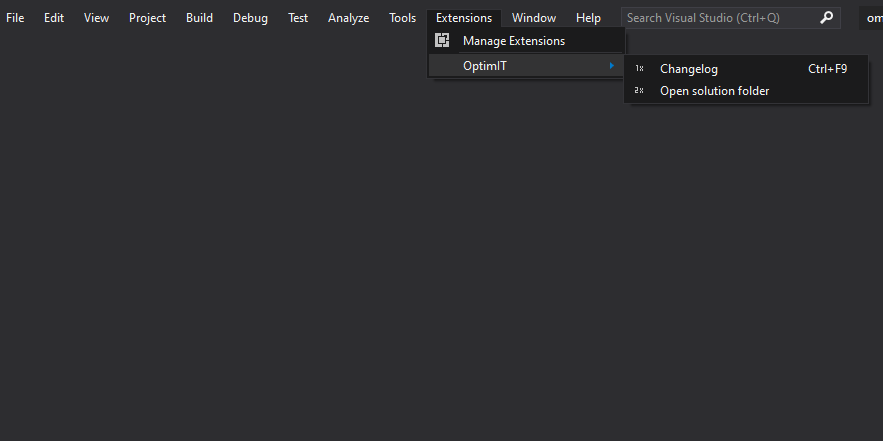 File Edit View Project Build Debug Test Analyze Tools Extensions Window Help Search Visual Studio (Ctrl+Q) om
Manage Extensions
OptimIT
1x Changelog Ctrl+F9
2x Open solution folder